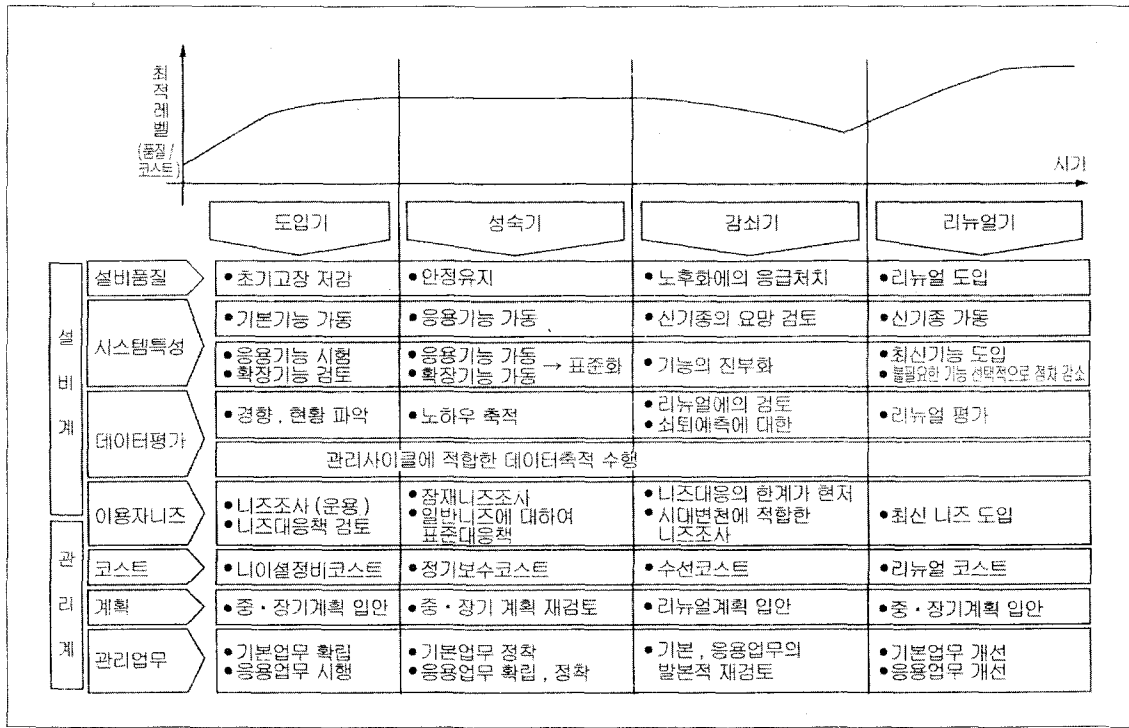 최적레벨
(품질/
코스트)
시기
도입기
성숙기
감쇠기
리뉴얼기
설비계
설비품질
• 초기고장 저감
• 안정유지
• 노후화에의 응급처치
• 리뉴얼 도입
시스템특성
• 기본기능 가동
• 응용기능 가동
• 신기종의 요망 검토
• 신기종 가동
• 응용기능 시험
• 확장기능 검토
• 응용기능 가동
• 확장기능 가동
→ 표준화
• 기능의 진부화
• 최신기능 도입
• 불필요한 기능 선택적으로 점차 감소
데이터평가
• 경향, 현황 파악
• 노하우 축적
• 리뉴얼에의 검토
• 쇠퇴예측에 대한
• 리뉴얼 평가
관리사이클에 적합한 데이터축적 수행
이용자니즈
• 니즈조사 (운용)
• 니즈대응책 검토
• 잠재니즈조사
• 일반니즈에 대하여
표준대응책
• 니즈대응의 한계가 현저
• 시대변천에 적합한
니즈조사
• 최신 니즈 도입
관리계
코스트
• 니이셜정비코스트
• 정기보수코스트
• 수선코스트
• 리뉴얼 코스트
계획
• 중·장기계획 입안
• 중·장기 계획 재검토
• 리뉴얼계획 입안
• 중·장기계획 입안
관리업무
• 기본업무 확립
• 응용업무 시행
• 기본업무 정착
• 응용업무 확립, 정착
• 기본, 응용업무의
발본적 재검토
• 기본업무 개선
• 응용업무 개선